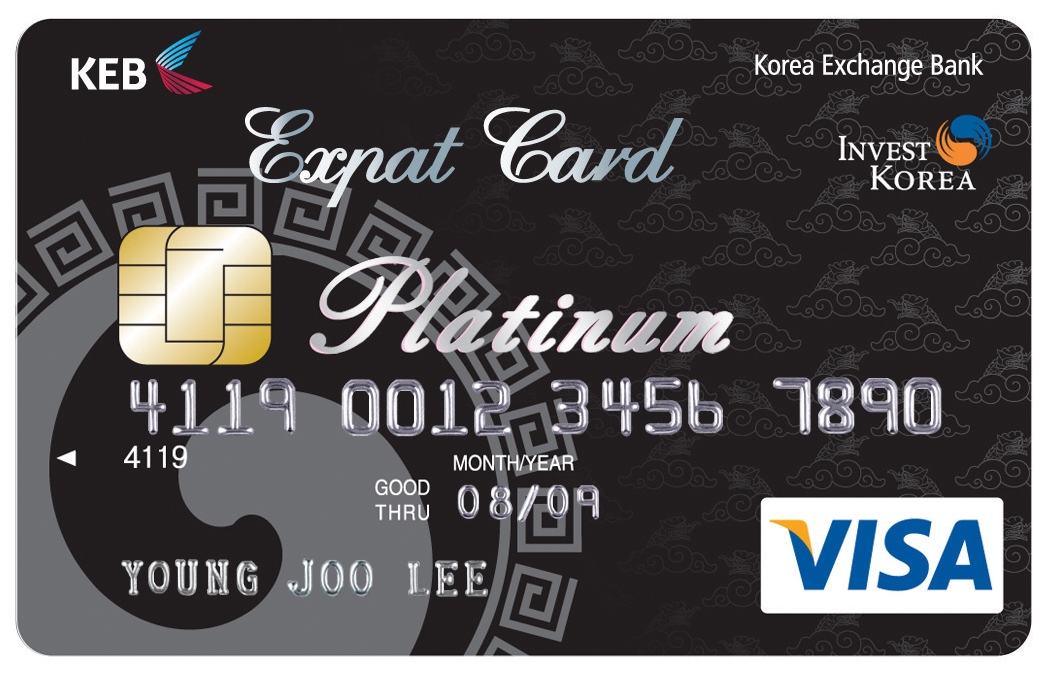 KEB
Korea Exchange Bank
Expat Card
INVEST
KOREA
Platinum
4119 0012 3456 7890
4119
MONTH/YEAR
GOOD
THRU
08/09
YOUNG JOO LEE
VISA